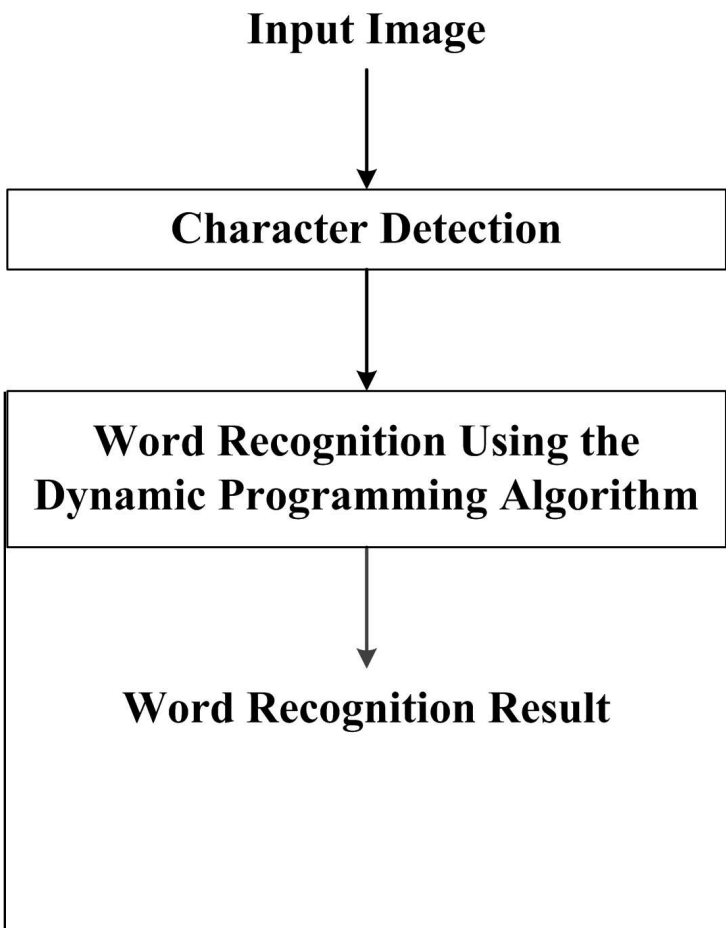 Input Image
Character Detection
Word Recognition Using the
Dynamic Programming Algorithm
Word Recognition Result